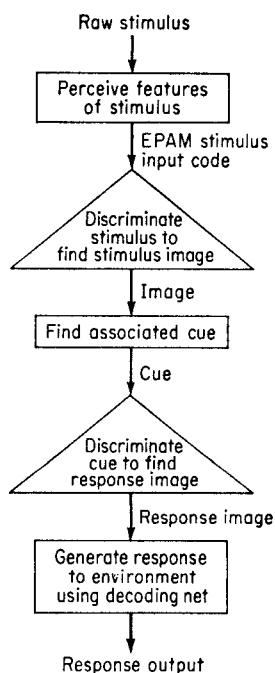 Raw stimulus
Perceive features
of stimulus
EPAM stimulus
input code
Discriminate
stimulus to
find stimulus image
Image
Find associated cue
Cue
Discriminate
cue to find
response image
Response image
Generate response
to environment
using decoding net
Response output